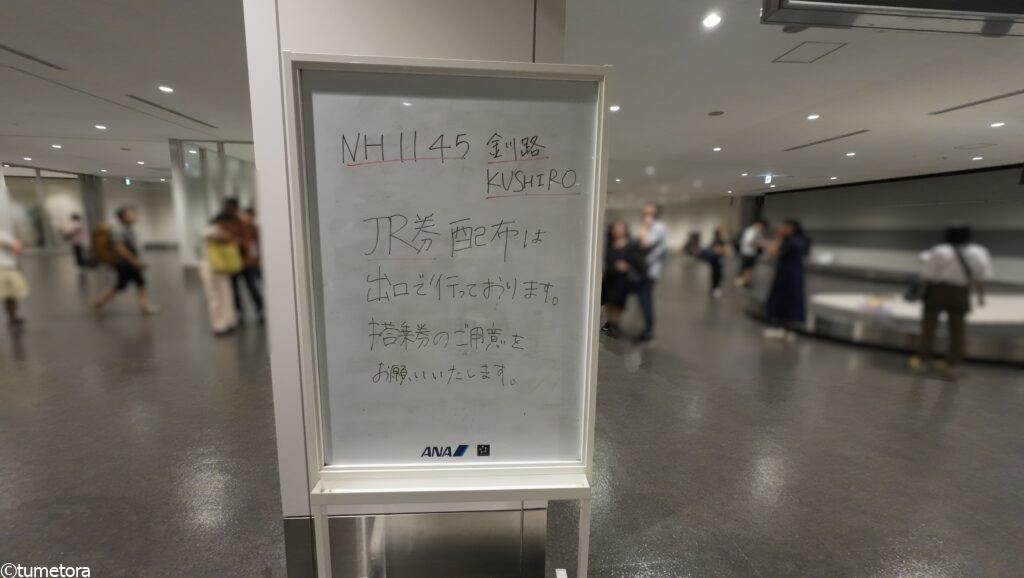 NH1145 釧路
KUSHIRO
JR券 配布は
出口で行っております。
搭乗券のご用意を
お願いいたします。
ANA
©tumetora